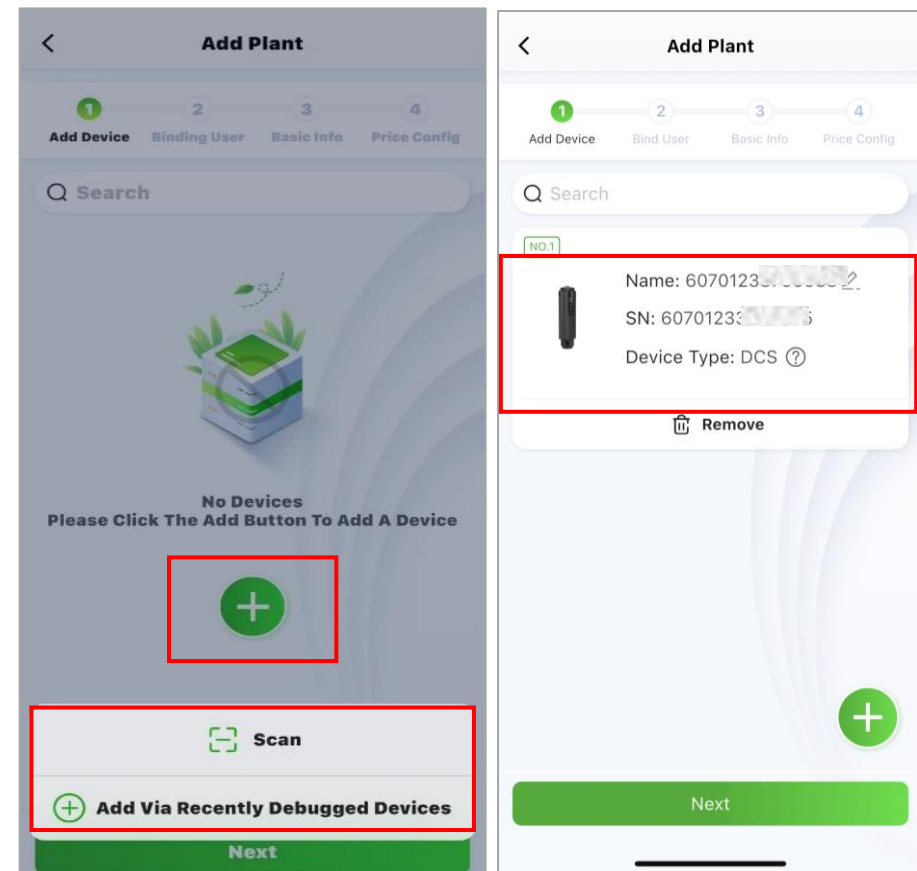 Add Plant
1 2 3 4
Add Device Binding User Basic Info Price Config
Search
No Devices
Please Click The Add Button To Add A Device
Scan
Add Via Recently Debugged Devices
Next
Add Plant
1 2 3 4
Add Device Bind User Basic Info Price Config
Search
NO.1
Name: 6070123
SN: 6070123
Device Type: DCS
Remove
Next